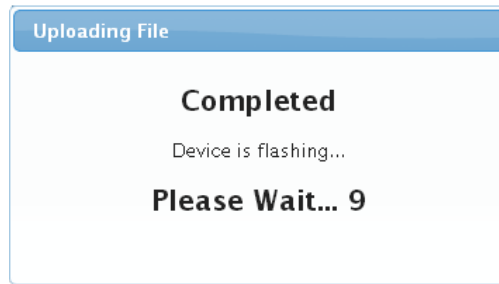 Uploading File
Completed
Device is flashing...
Please Wait... 9